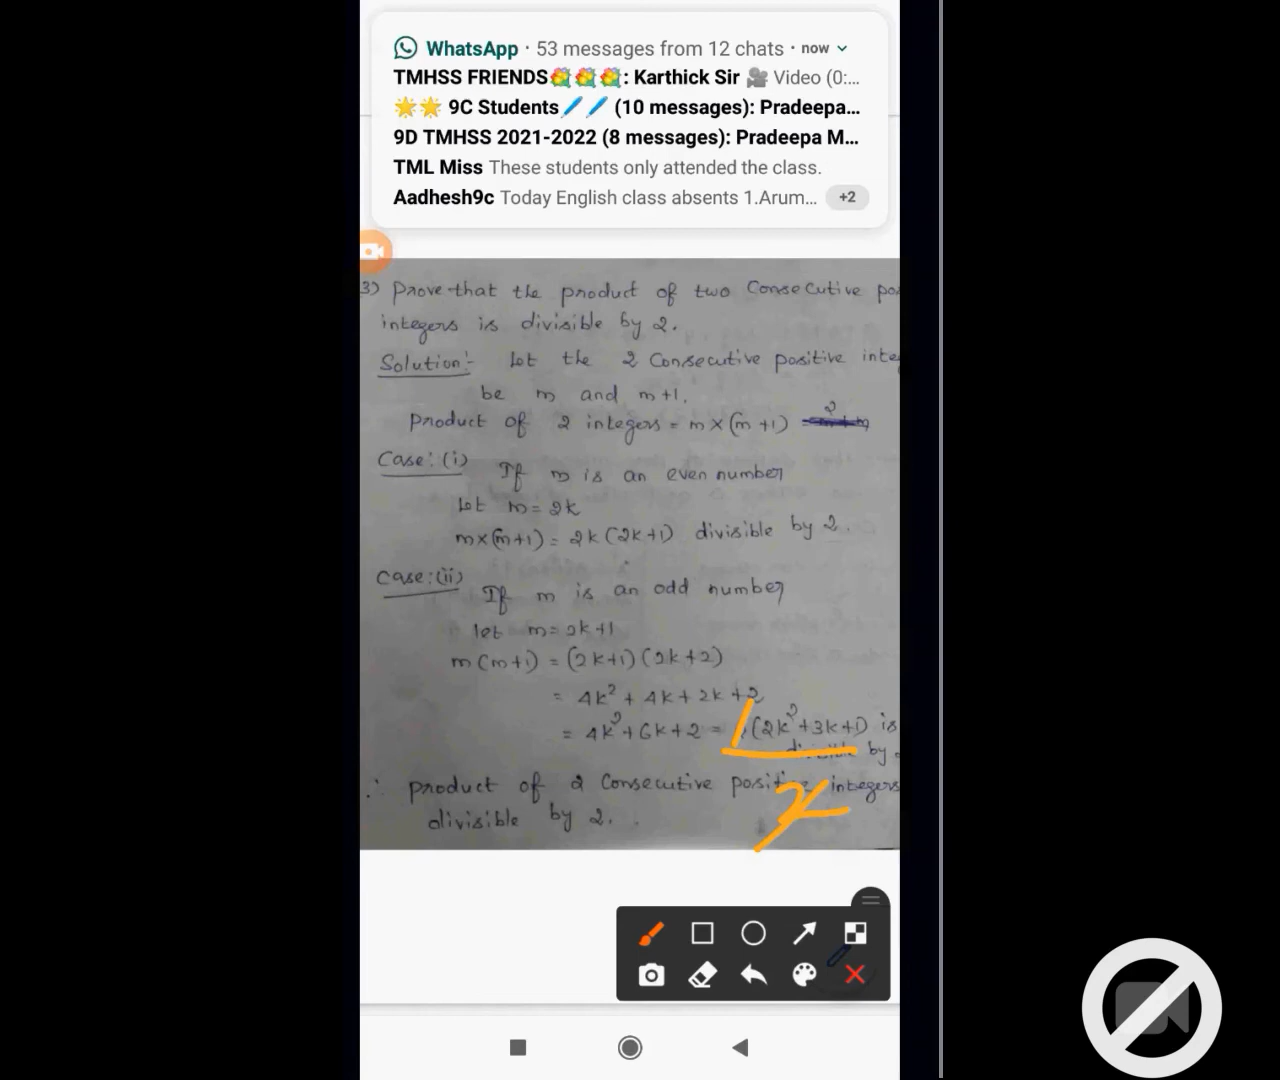 WhatsApp · 53 messages from 12 chats · now
TMHSS FRIENDS💐💐💐: Karthick Sir 🎥 Video (0:...
🌟🌟 9C Students🖊️🖊️ (10 messages): Pradeepa...
9D TMHSS 2021-2022 (8 messages): Pradeepa M...
TML Miss These students only attended the class.
Aadhesh9c Today English class absents 1.Arum... +2
3) Prove that the product of two Consecutive po
integers is divisible by 2.
Solution:- Let the 2 Consecutive positive inte
be m and m+1.
Product of 2 integers = m×(m+1)
Case:(i) If m is an even number
Let m=2k
m×(m+1) = 2k(2k+1) divisible by 2.
Case:(ii) If m is an odd number
let m=2k+1
m(m+1) = (2k+1)(2k+2)
= 4k²+4k+2k+2
= 4k²+6k+2 = (2k²+3k+1) is
divisible by
∴ product of 2 Consecutive positive integers
divisible by 2.